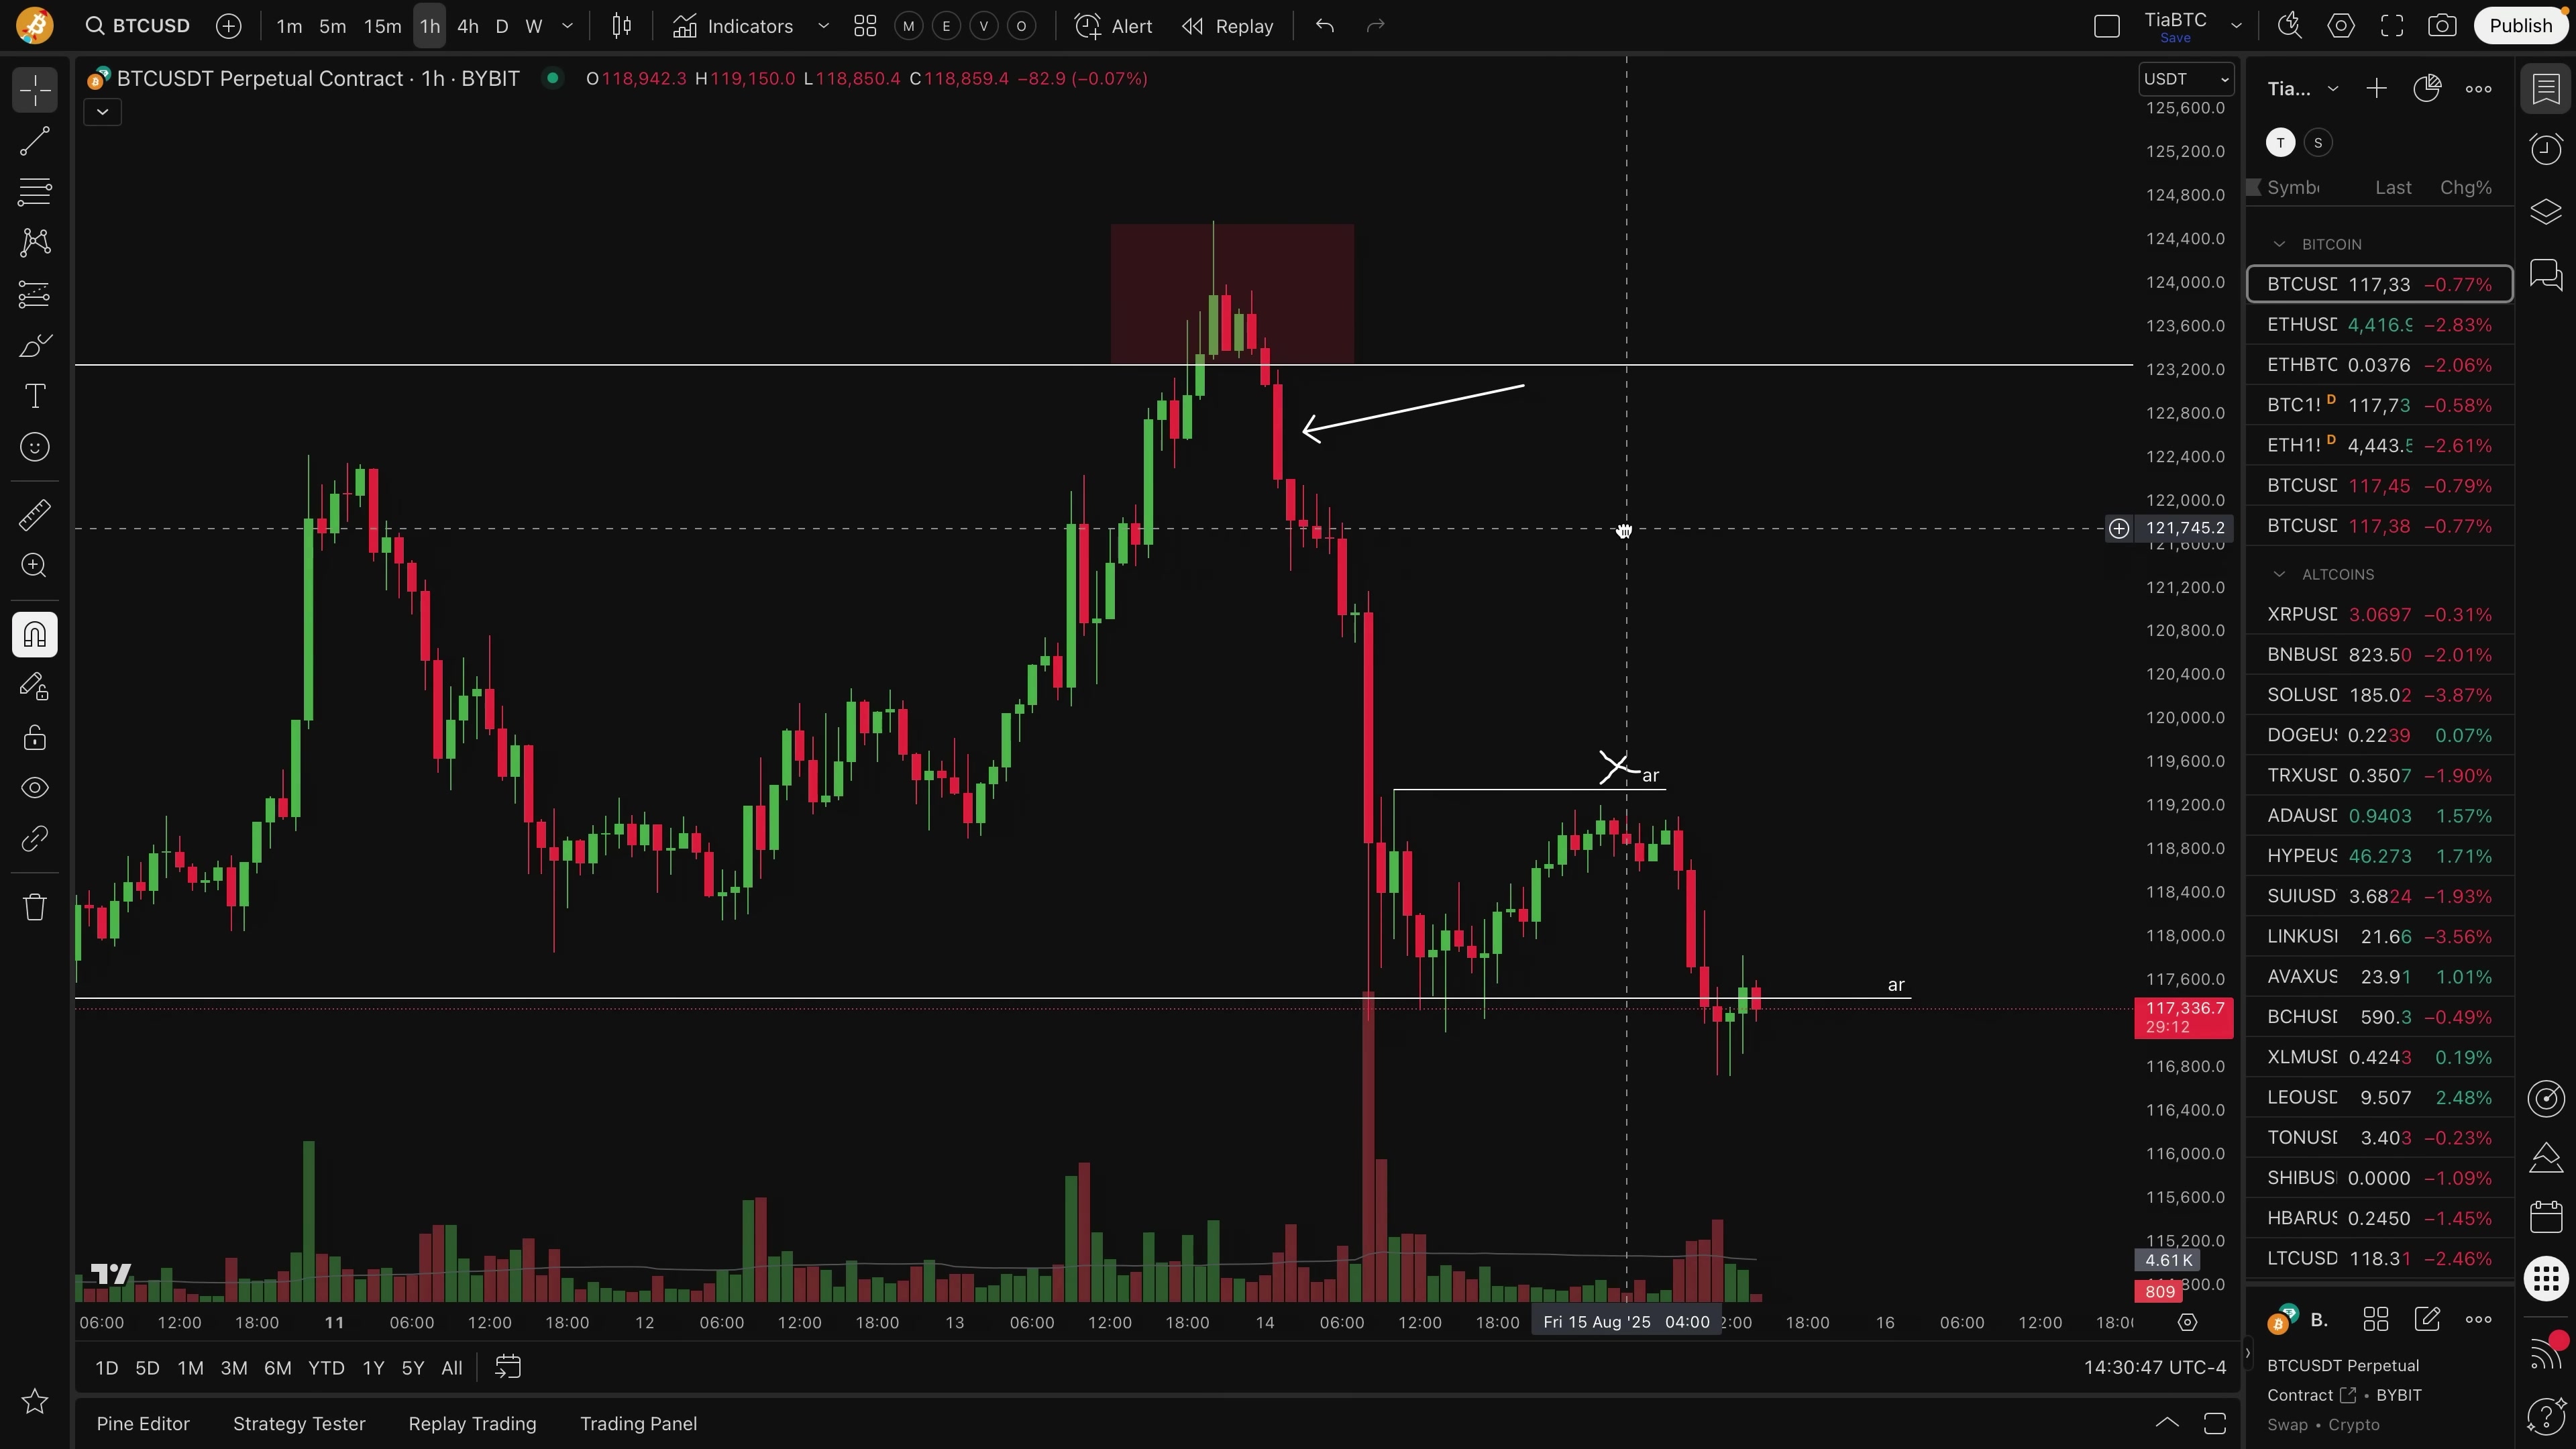 BTCUSD 1m 5m 15m 1h 4h D W Indicators M E V O Alert Replay TiaBTC Save Publish
BTCUSDT Perpetual Contract · 1h · BYBIT O118,942.3 H119,150.0 L118,850.4 C118,859.4 −82.9 (−0.07%)
USDT
125,600.0
125,200.0
124,800.0
124,400.0
124,000.0
123,600.0
123,200.0
122,800.0
122,400.0
122,000.0
121,745.2
121,600.0
121,200.0
120,800.0
120,400.0
120,000.0
119,600.0
119,200.0
118,800.0
118,400.0
118,000.0
117,600.0
117,336.7
29:12
116,800.0
116,400.0
116,000.0
115,600.0
115,200.0
4.61K
809
ar
ar
06:00 12:00 18:00 11 06:00 12:00 18:00 12 06:00 12:00 18:00 13 06:00 12:00 18:00 14 06:00 12:00 18:00 Fri 15 Aug '25 04:00 2:00 18:00 16 06:00 12:00 18:0
1D 5D 1M 3M 6M YTD 1Y 5Y All
14:30:47 UTC-4
Pine Editor Strategy Tester Replay Trading Trading Panel
Tia...
T S
Symb Last Chg%
BITCOIN
BTCUSD 117,33 −0.77%
ETHUSD 4,416.9 −2.83%
ETHBTC 0.0376 −2.06%
BTC1! D 117,73 −0.58%
ETH1! D 4,443.5 −2.61%
BTCUSD 117,45 −0.79%
BTCUSD 117,38 −0.77%
ALTCOINS
XRPUSD 3.0697 −0.31%
BNBUSD 823.50 −2.01%
SOLUSD 185.02 −3.87%
DOGEUS 0.2239 0.07%
TRXUSD 0.3507 −1.90%
ADAUSD 0.9403 1.57%
HYPEUS 46.273 1.71%
SUIUSD 3.6824 −1.93%
LINKUS 21.66 −3.56%
AVAXUS 23.91 1.01%
BCHUSD 590.3 −0.49%
XLMUSD 0.4243 0.19%
LEOUSD 9.507 2.48%
TONUSD 3.403 −0.23%
SHIBUS 0.0000 −1.09%
HBARUS 0.2450 −1.45%
LTCUSD 118.31 −2.46%
B.
BTCUSDT Perpetual
Contract • BYBIT
Swap • Crypto